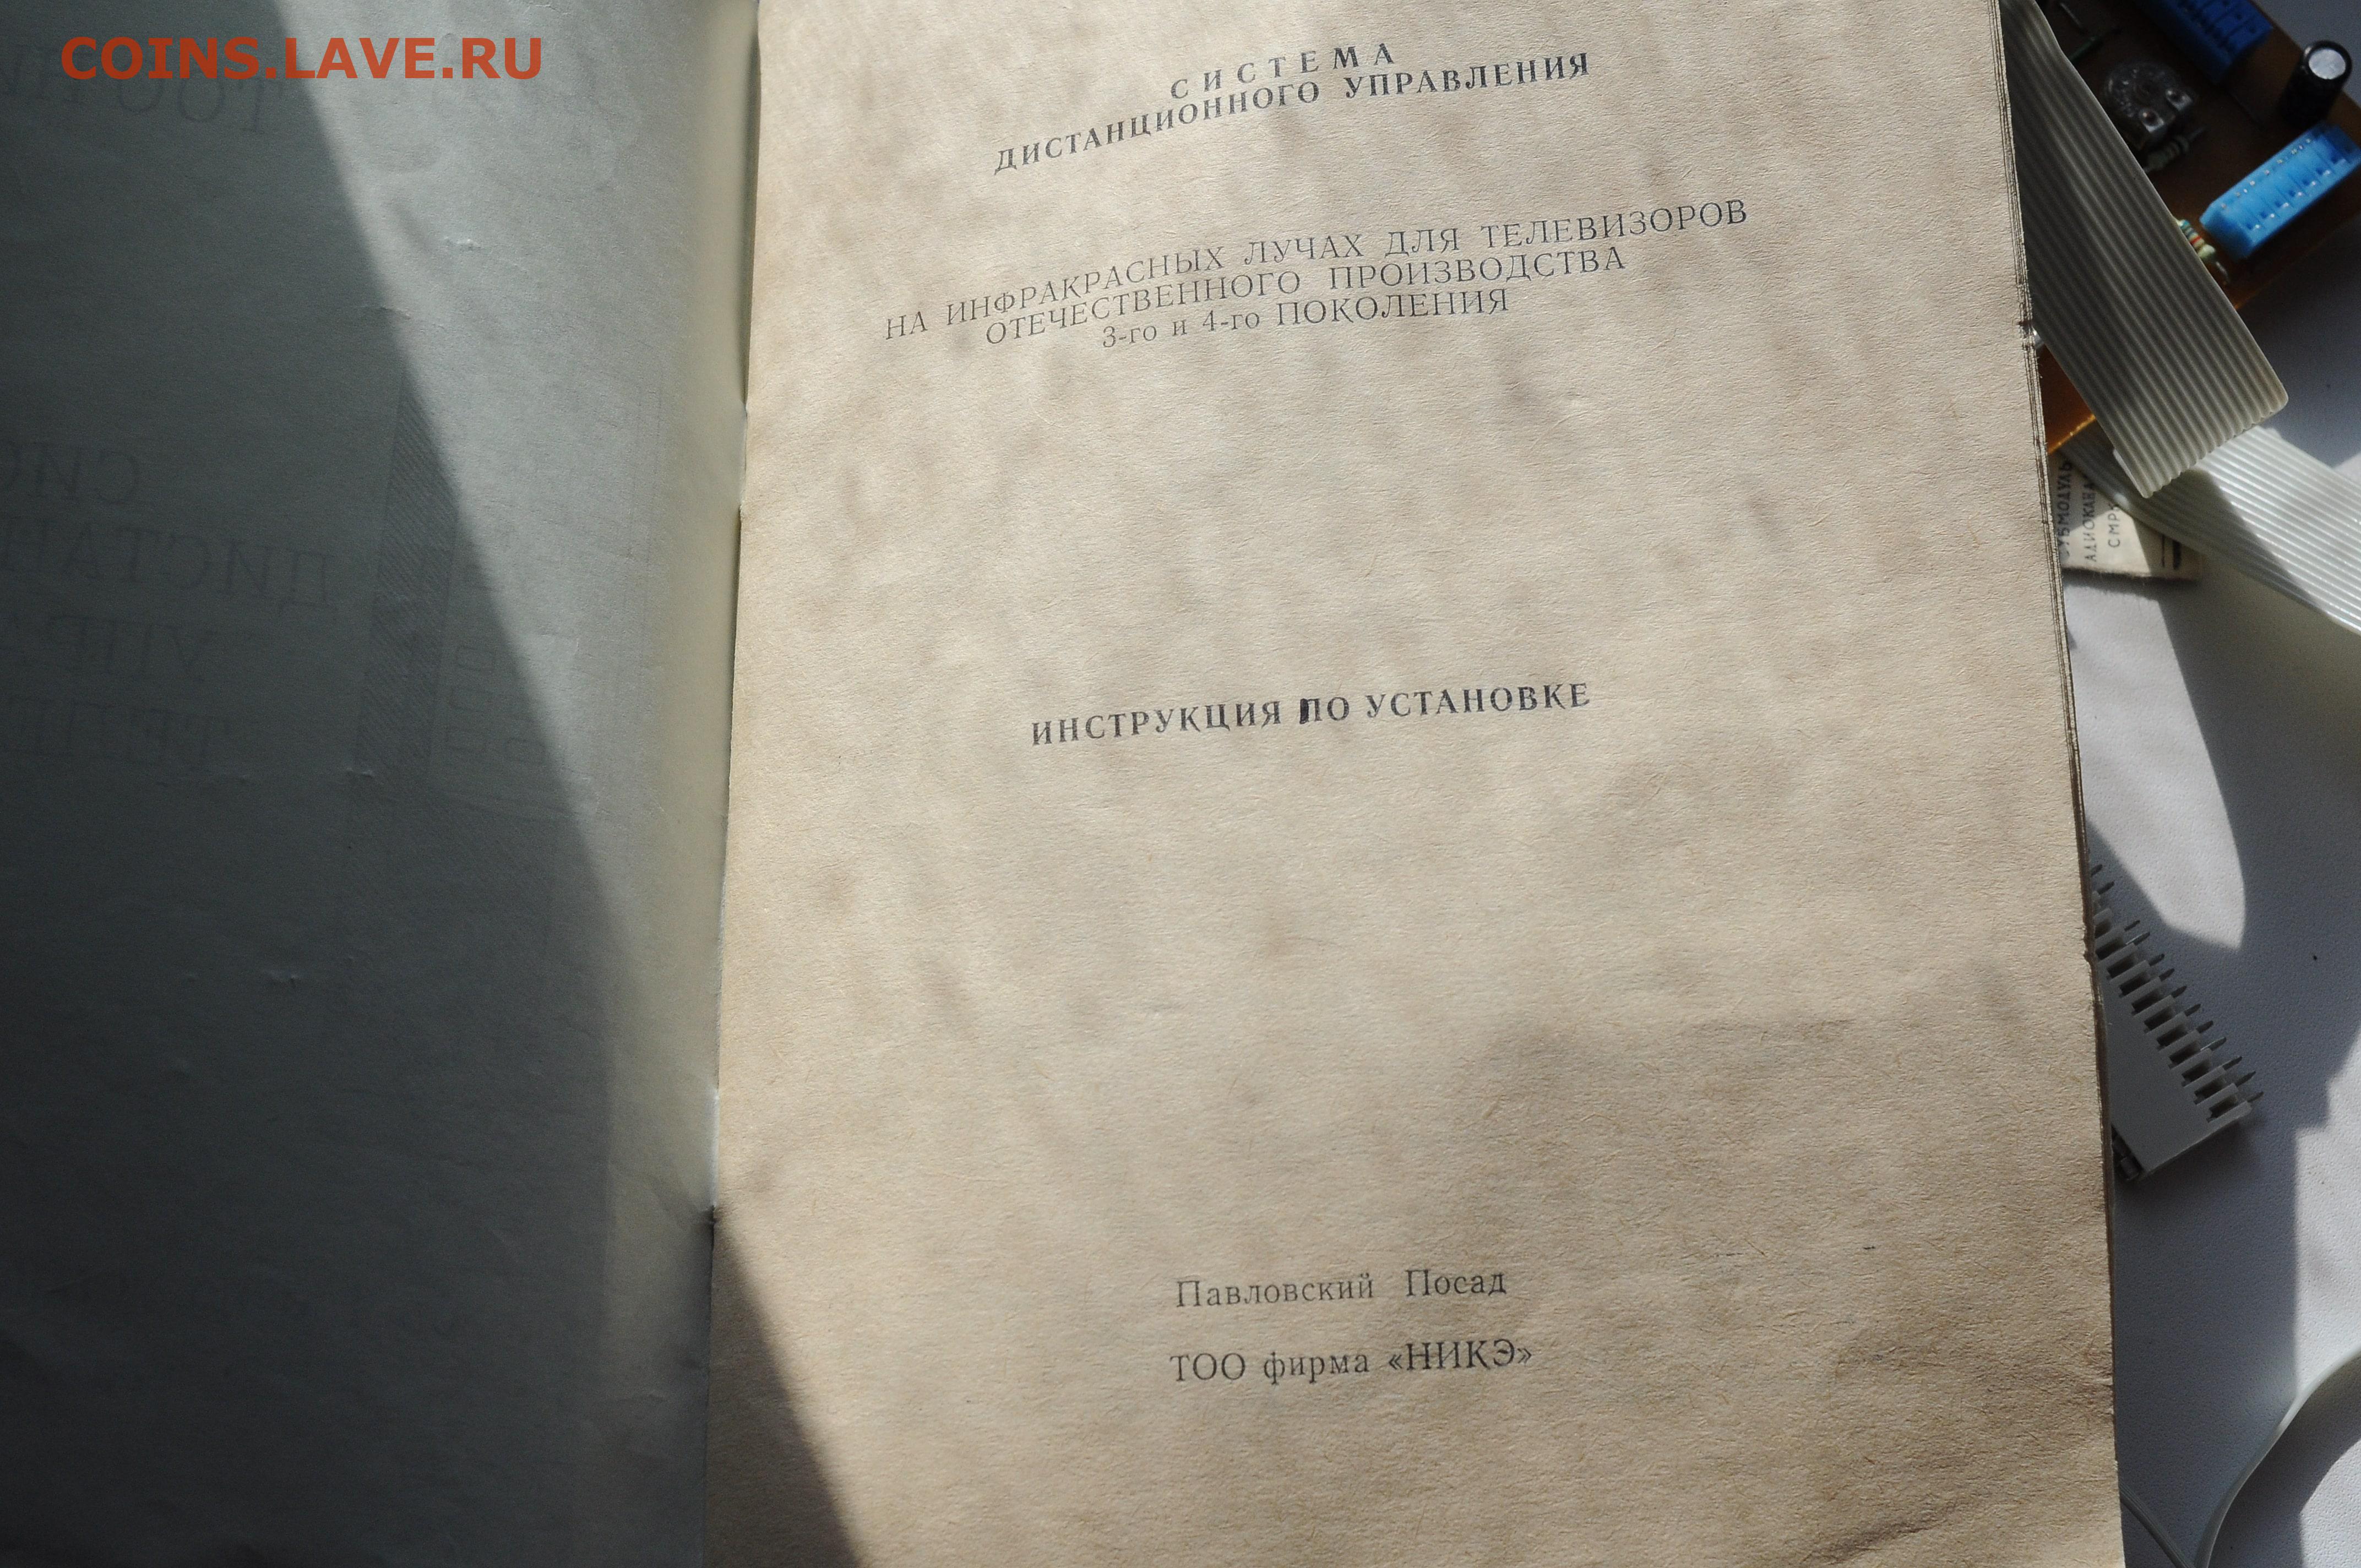 COINS.LAVE.RU
СИСТЕМА
ДИСТАНЦИОННОГО УПРАВЛЕНИЯ
НА ИНФРАКРАСНЫХ ЛУЧАХ ДЛЯ ТЕЛЕВИЗОРОВ
ОТЕЧЕСТВЕННОГО ПРОИЗВОДСТВА
3-го и 4-го ПОКОЛЕНИЯ
ИНСТРУКЦИЯ ПО УСТАНОВКЕ
Павловский Посад
ТОО фирма «НИКЭ»
СУБМОДУЛЬ